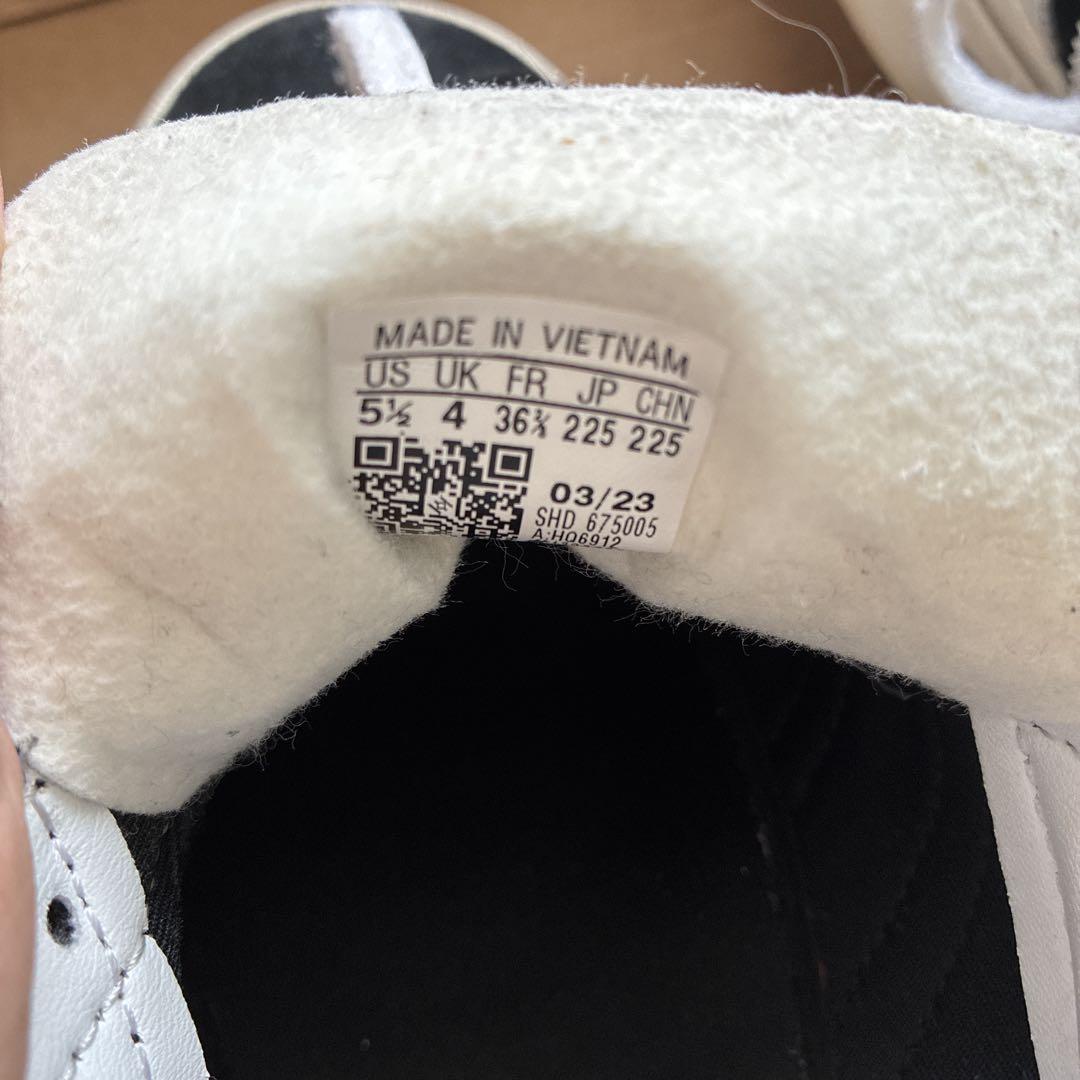 MADE IN VIETNAM
US UK FR JP CHN
5½ 4 36⅔ 225 225
03/23
SHD 675005
A:HQ6912